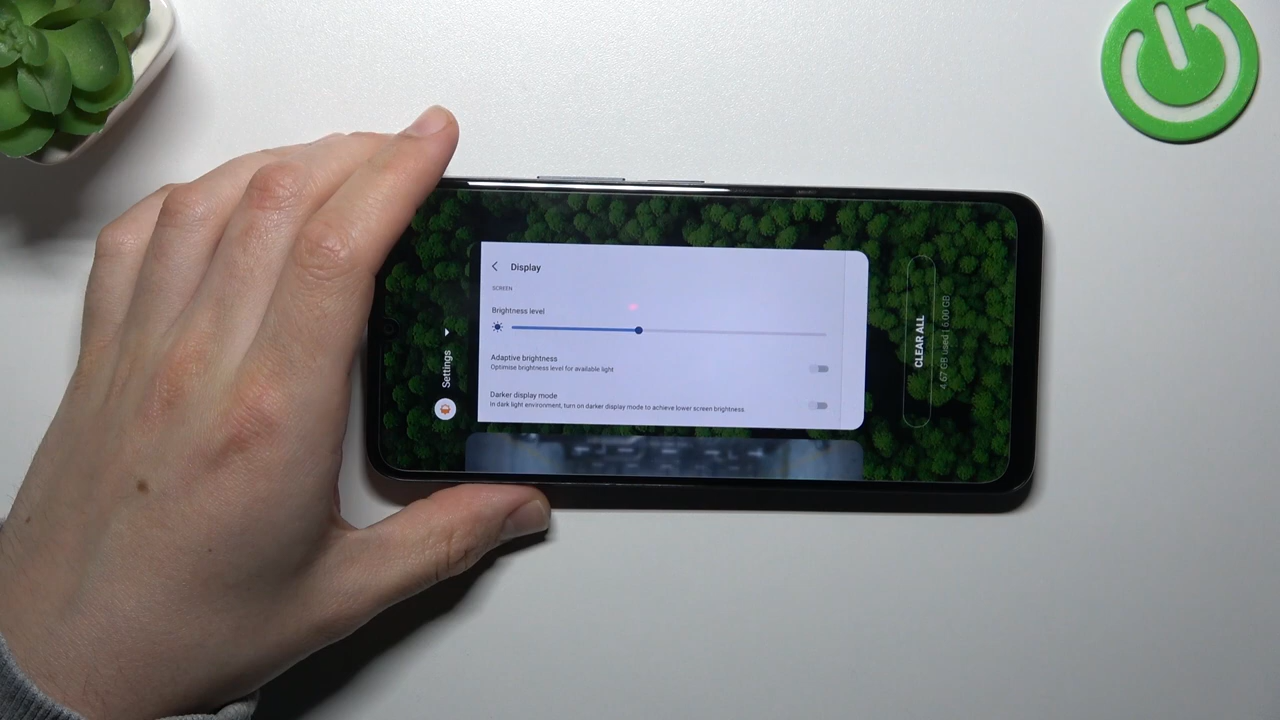 Settings
Display
SCREEN
Brightness level
Adaptive brightness
Optimise brightness level for available light
Darker display mode
In dark light environment, turn on darker display mode to achieve lower screen brightness.
CLEAR ALL
4.67 GB used | 6.00 GB